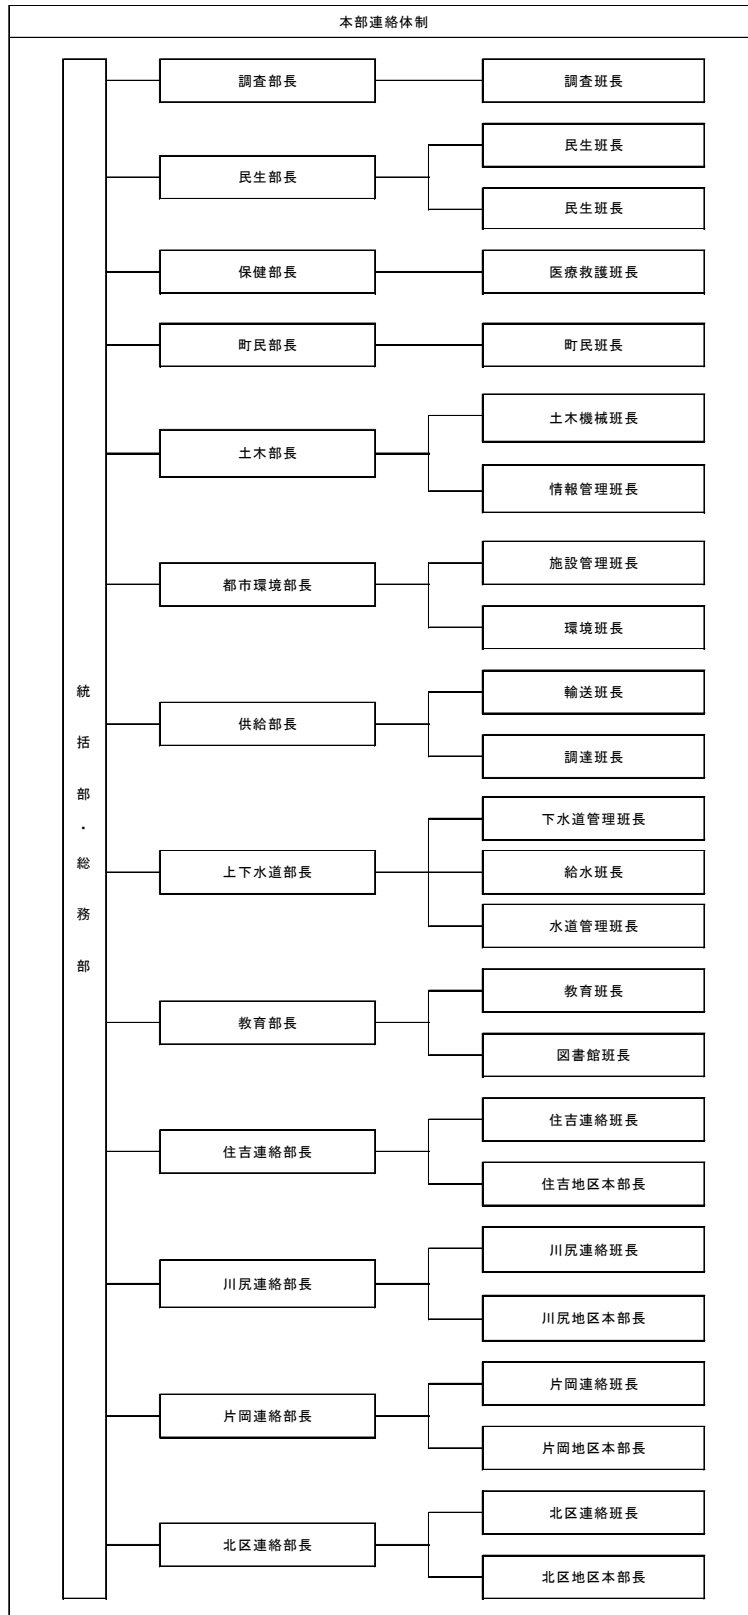 本部連絡体制
統括部・総務部
調査部長
調査班長
民生部長
民生班長
民生班長
保健部長
医療救護班長
町民部長
町民班長
土木部長
土木機械班長
情報管理班長
都市環境部長
施設管理班長
環境班長
供給部長
輸送班長
調達班長
上下水道部長
下水道管理班長
給水班長
水道管理班長
教育部長
教育班長
図書館班長
住吉連絡部長
住吉連絡班長
住吉地区本部長
川尻連絡部長
川尻連絡班長
川尻地区本部長
片岡連絡部長
片岡連絡班長
片岡地区本部長
北区連絡部長
北区連絡班長
北区地区本部長